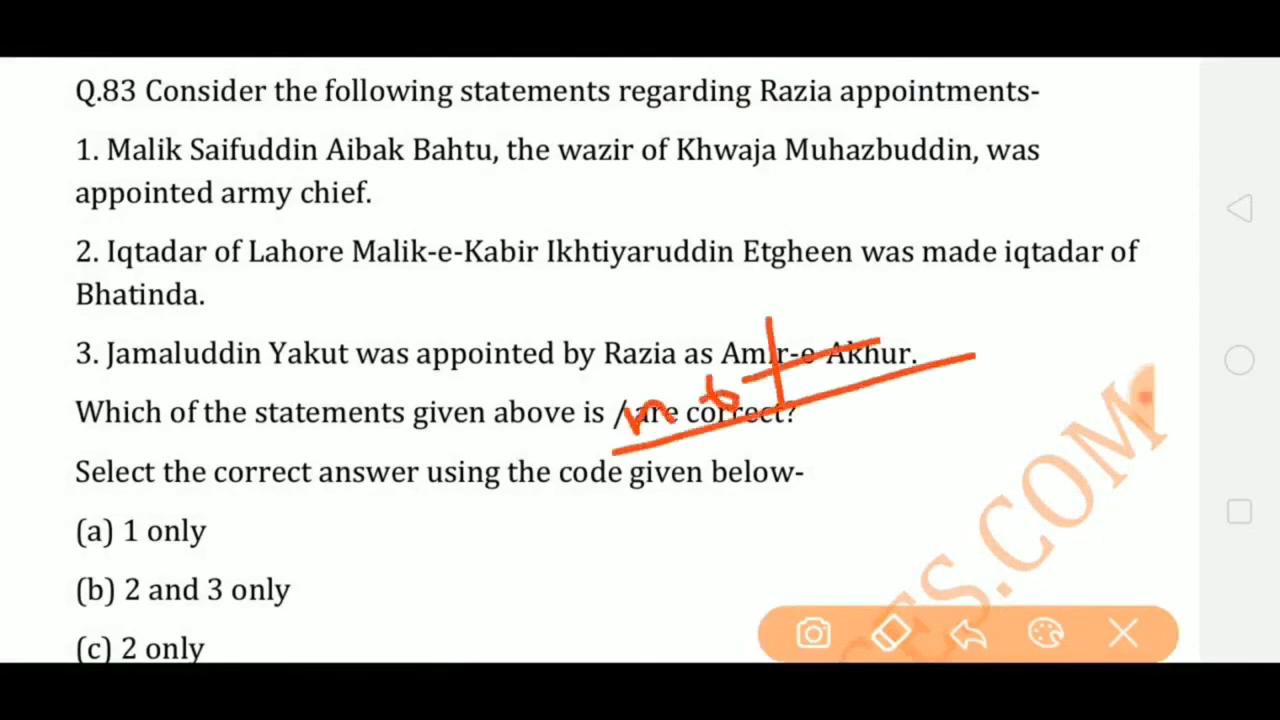 Q.83 Consider the following statements regarding Razia appointments-
1. Malik Saifuddin Aibak Bahtu, the wazir of Khwaja Muhazbuddin, was
appointed army chief.
2. Iqtadar of Lahore Malik-e-Kabir Ikhtiyaruddin Etgheen was made iqtadar of
Bhatinda.
3. Jamaluddin Yakut was appointed by Razia as Amir-e-Akhur.
not
Which of the statements given above is / are correct?
Select the correct answer using the code given below-
(a) 1 only
(b) 2 and 3 only
(c) 2 only
ES.COM